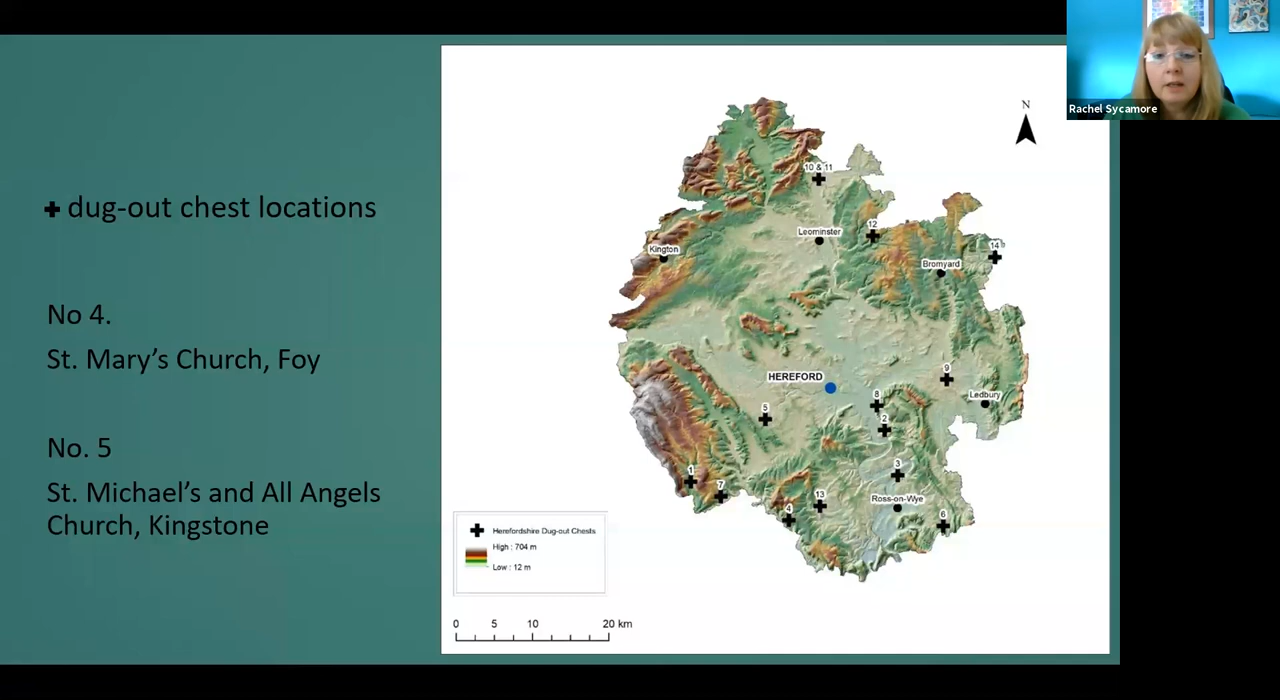 Rachel Sycamore
dug-out chest locations
No 4.
St. Mary's Church, Foy
No. 5
St. Michael's and All Angels
Church, Kingstone
N
10 & 11
Leominster
12
Kington
14
Bromyard
HEREFORD
9
8
Ledbury
5
2
3
1
7
13
Ross-on-Wye
4
6
Herefordshire Dug-out Chests
High : 704 m
Low : 12 m
0 5 10 20 km